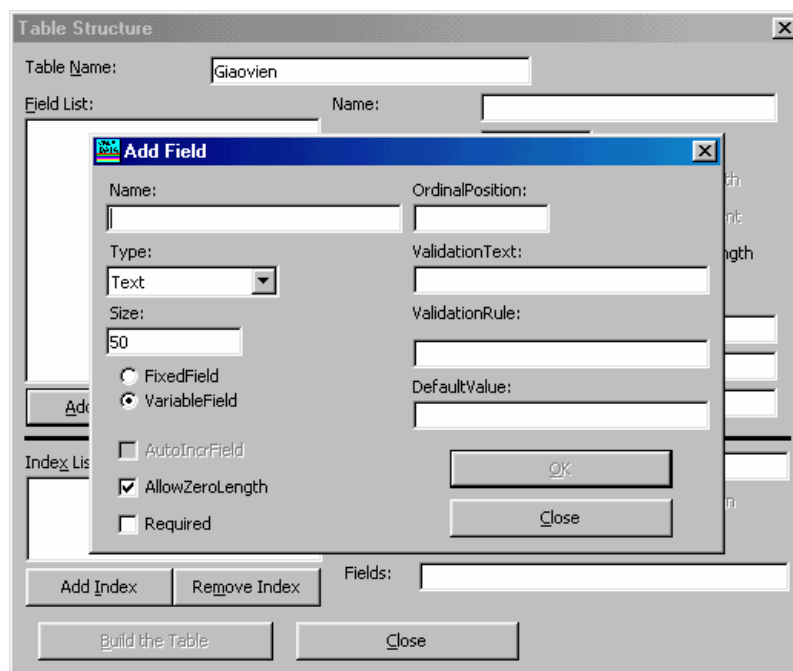 Table Structure
Table Name:
Giaovien
Field List:
Name:
Add Field
Name:
OrdinalPosition:
Type:
ValidationText:
Text
Size:
ValidationRule:
50
FixedField
VariableField
DefaultValue:
AutoIncrField
AllowZeroLength
Required
OK
Close
Index Lis
Add Index
Remove Index
Fields:
Build the Table
Close